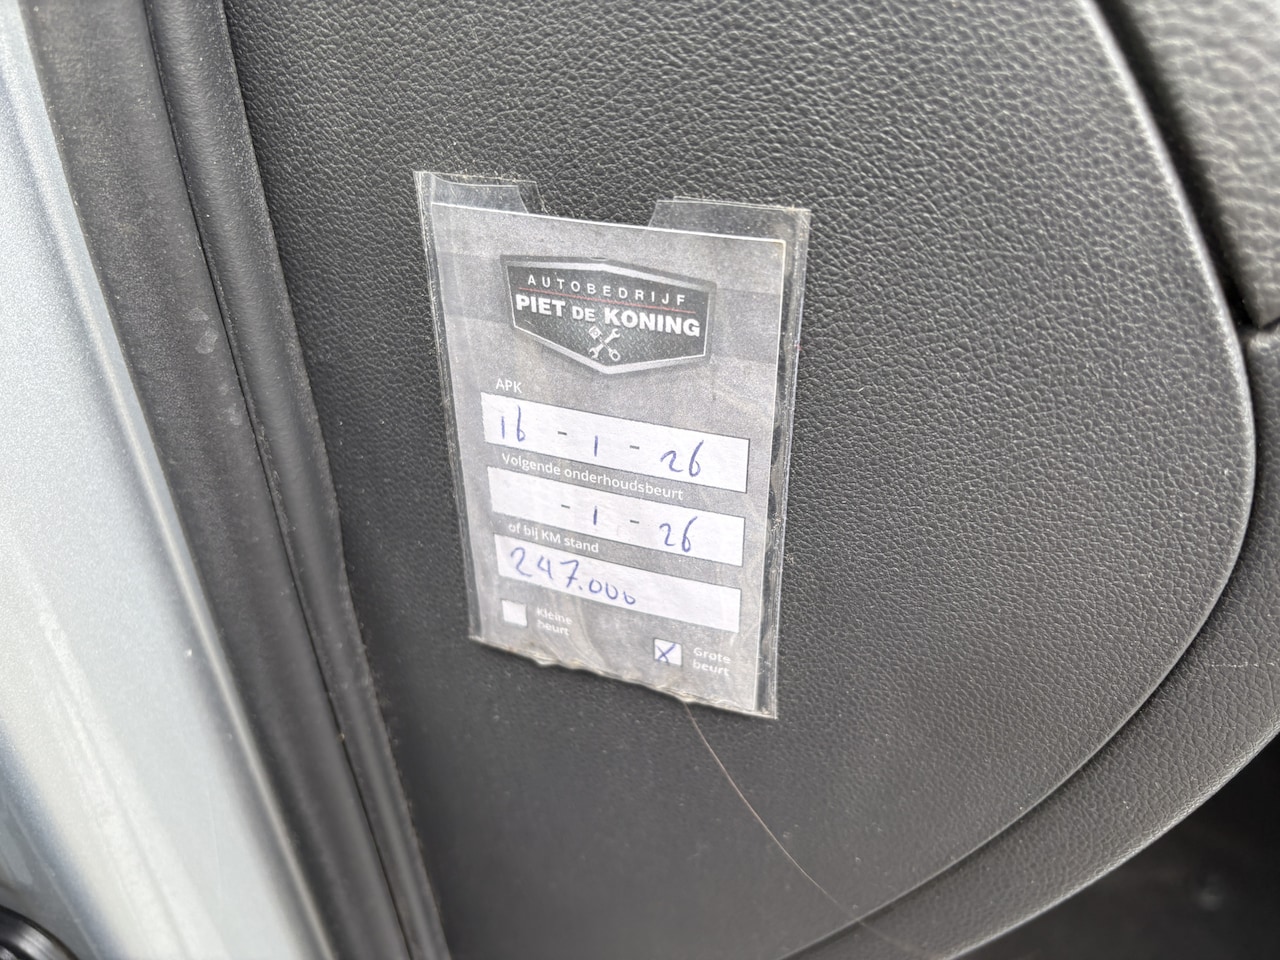 AUTOBEDRIJF
PIET DE KONING
APK
16 - 1 - 26
Volgende onderhoudsbeurt
- 1 - 26
of bij KM stand
247.000
Kleine
beurt
Grote
beurt